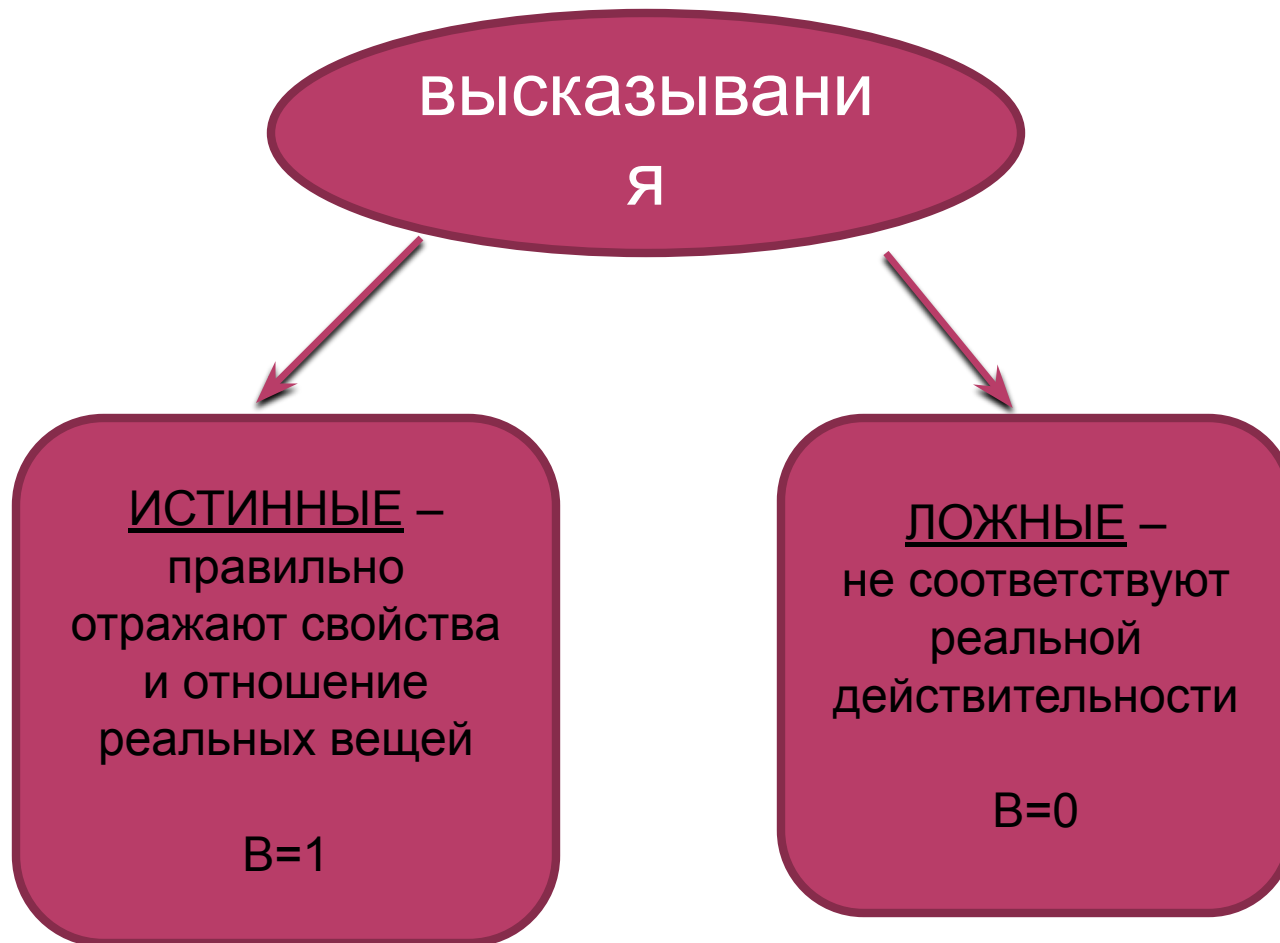 высказывани
я
ИСТИННЫЕ –
правильно
отражают свойства
и отношение
реальных вещей
В=1
ЛОЖНЫЕ –
не соответствуют
реальной
действительности
В=0